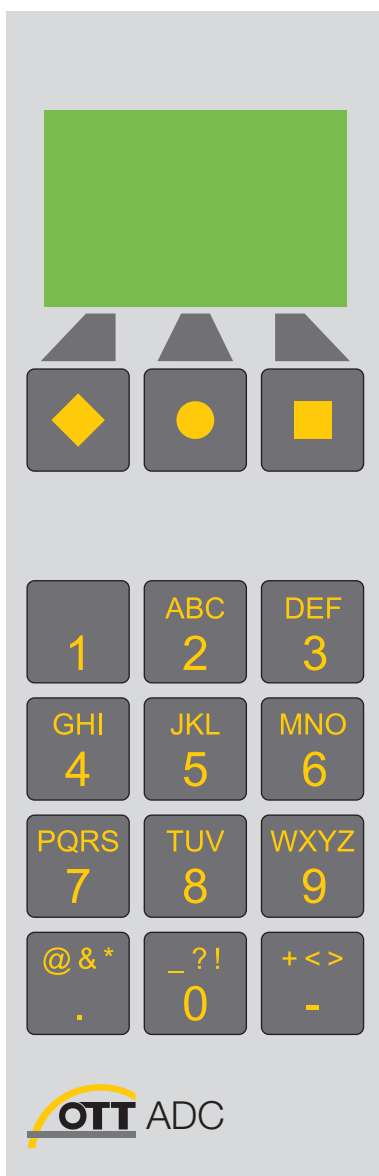 1
ABC
2
DEF
3
GHI
4
JKL
5
MNO
6
PQRS
7
TUV
8
WXYZ
9
@ & *
.
_ ? !
0
+ < >
-
OTT ADC